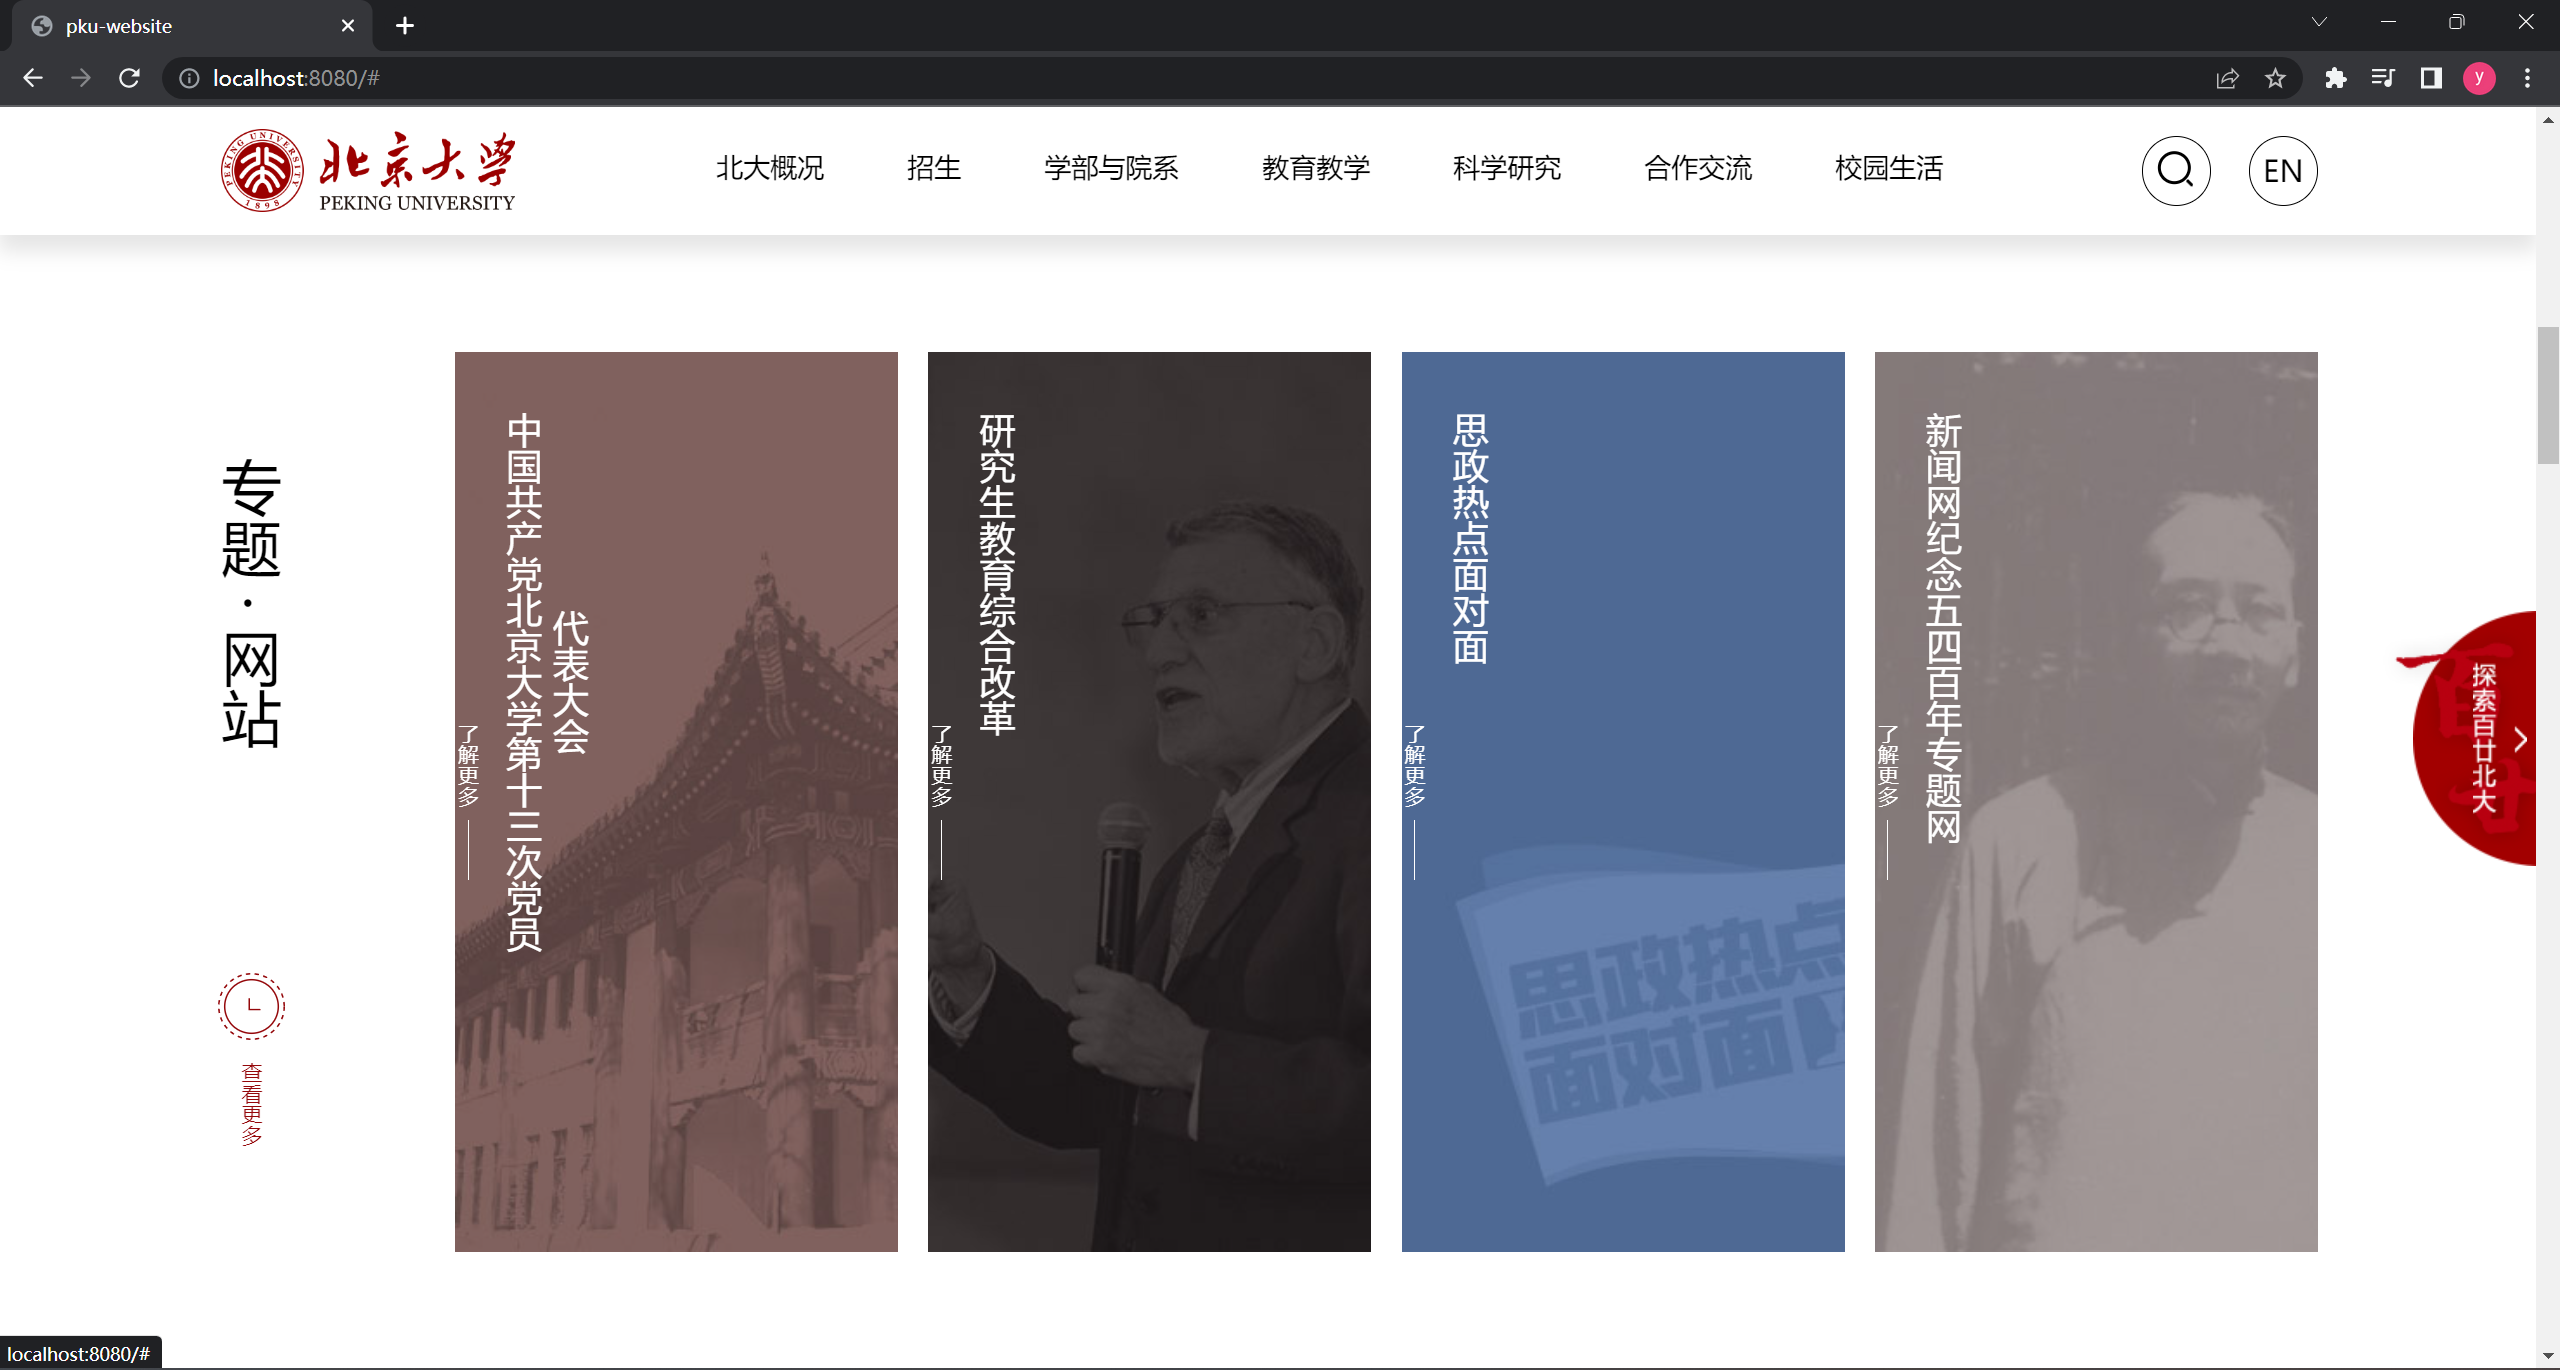 pku-website
localhost:8080/#
y
PEKING UNIVERSITY
1898
北京大学
PEKING UNIVERSITY
北大概况
招生
学部与院系
教育教学
科学研究
合作交流
校园生活
EN
专题·网站
查看更多
中国共产党北京大学第十三次党员
代表大会
了解更多
研究生教育综合改革
了解更多
思政热点面对面
了解更多
思政热点
面对面
新闻网纪念五四百年专题网
了解更多
百廿
探索百廿北大
localhost:8080/#